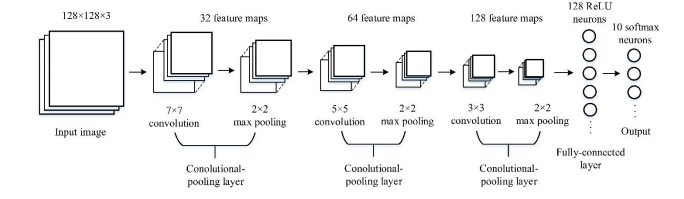 128×128×3
32 feature maps
64 feature maps
128 feature maps
128 ReLU
neurons
10 softmax
neurons
Input image
7×7
convolution
2×2
max pooling
5×5
convolution
2×2
max pooling
3×3
convolution
2×2
max pooling
Output
Fully-connected
layer
Conolutional-
pooling layer
Conolutional-
pooling layer
Conolutional-
pooling layer